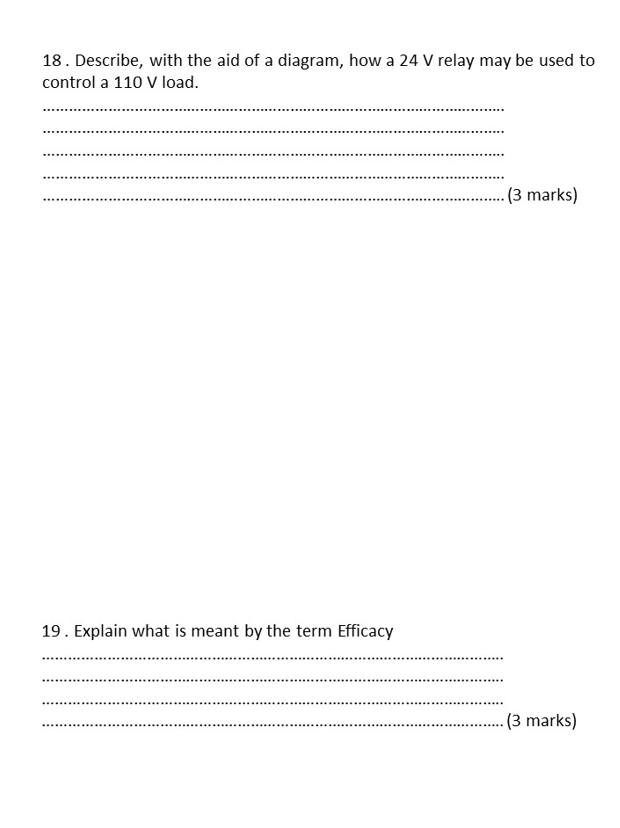 18 . Describe, with the aid of a diagram, how a 24 V relay may be used to
control a 110 V load.
……………………………………………………………………………………………
……………………………………………………………………………………………
……………………………………………………………………………………………
……………………………………………………………………………………………
…………………………………………………………………………………………… (3 marks)
19 . Explain what is meant by the term Efficacy
……………………………………………………………………………………………
……………………………………………………………………………………………
……………………………………………………………………………………………
…………………………………………………………………………………………… (3 marks)